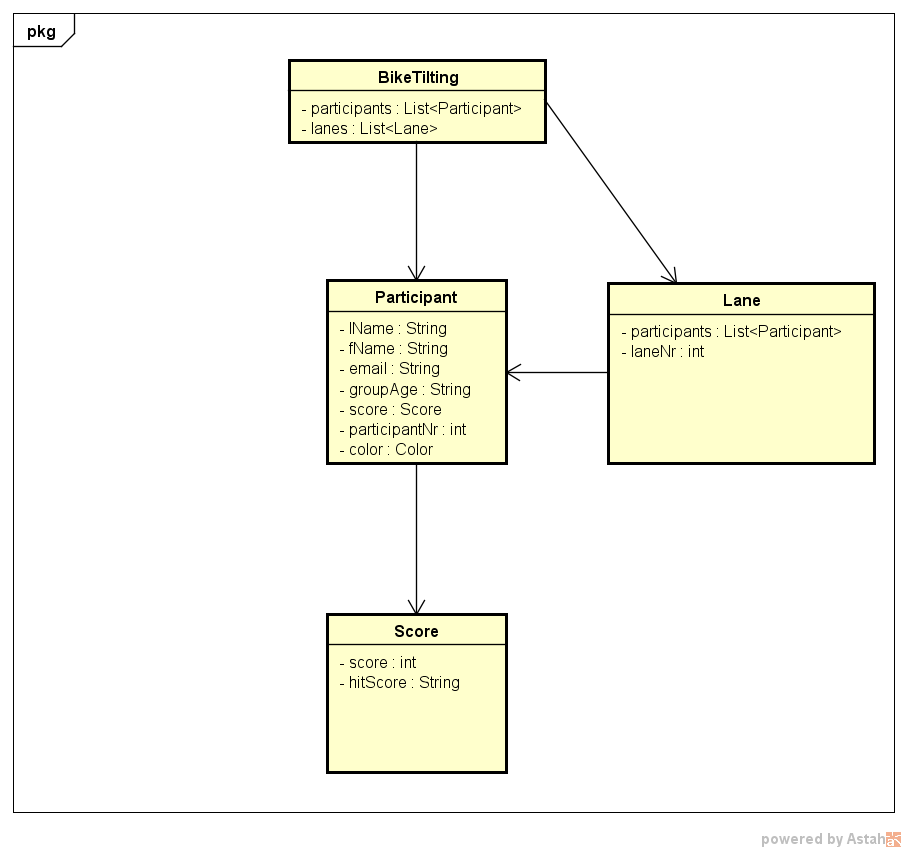 pkg
BikeTilting
- participants : List<Participant>
- lanes : List<Lane>
Participant
- lName : String
- fName : String
- email : String
- groupAge : String
- score : Score
- participantNr : int
- color : Color
Lane
- participants : List<Participant>
- laneNr : int
Score
- score : int
- hitScore : String
powered by Astah